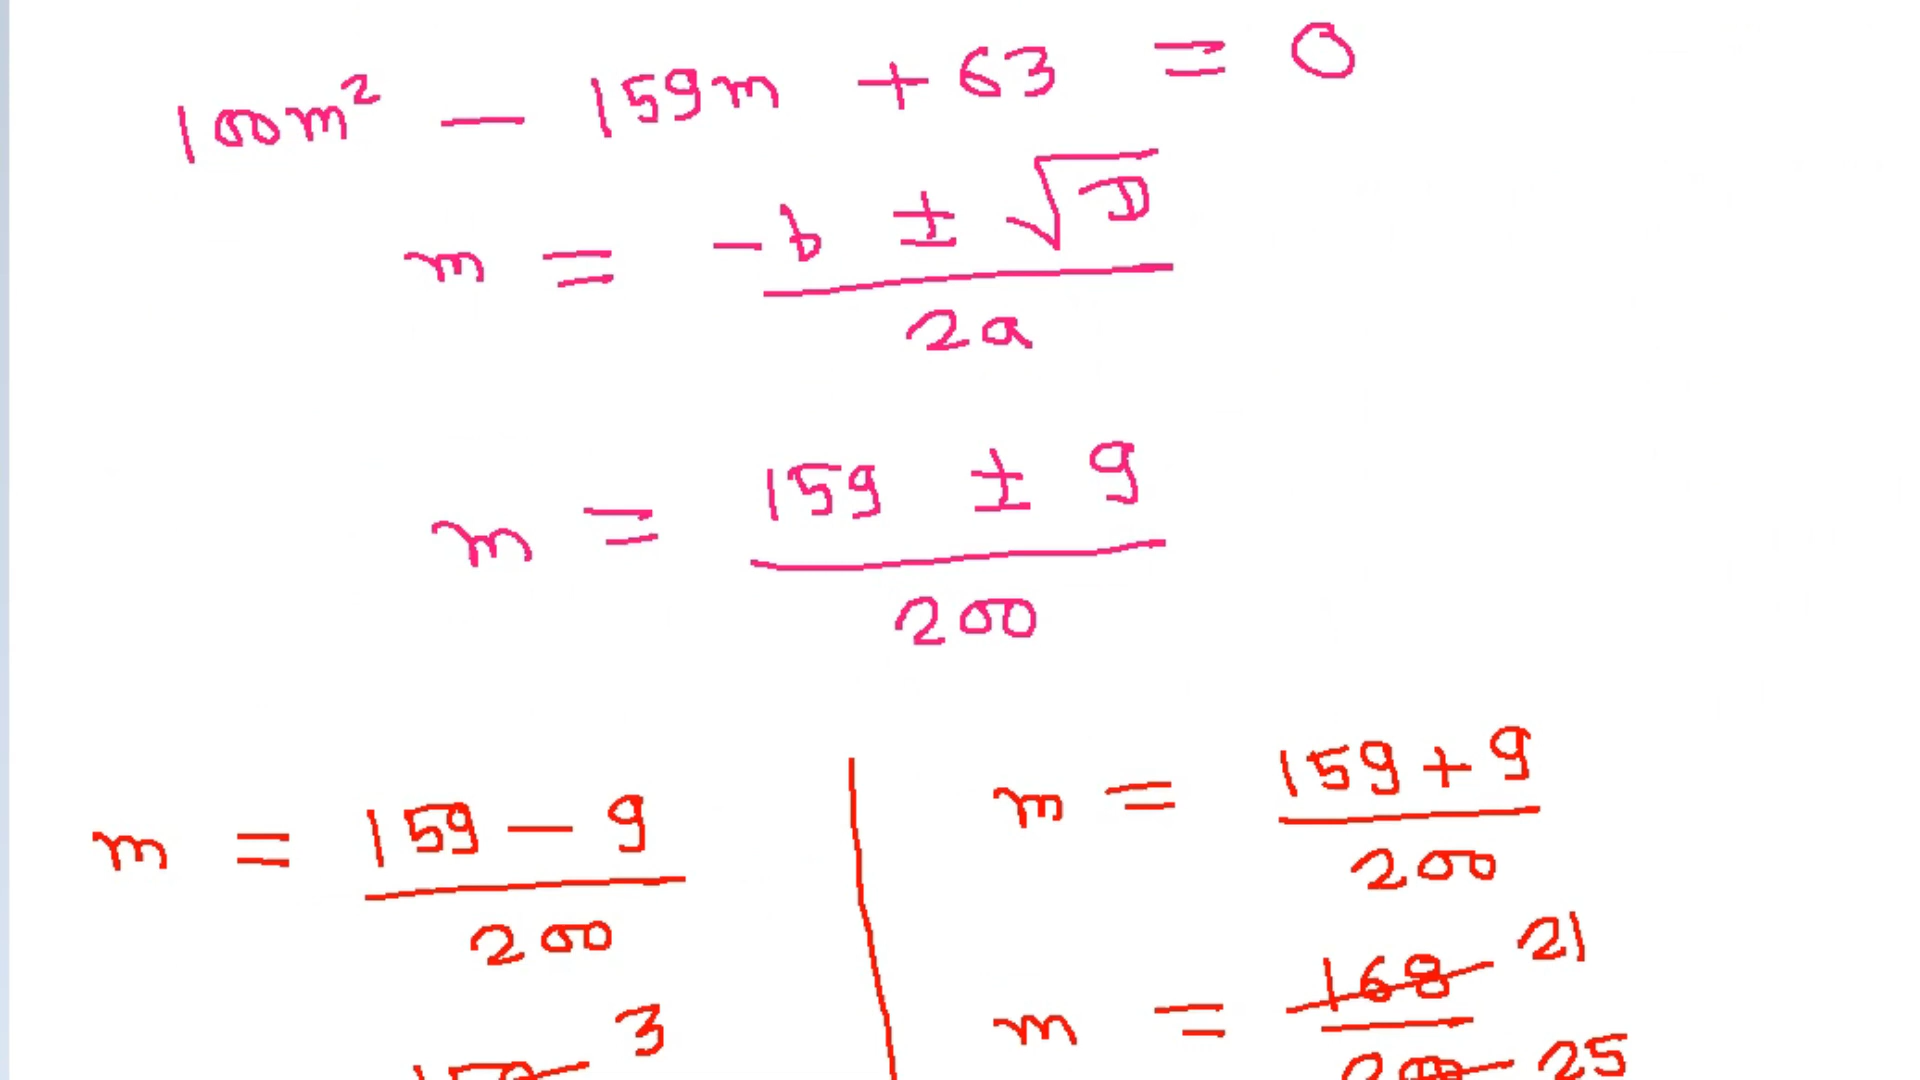 100m² - 159m + 63 = 0
m = -b ± √D / 2a
m = 159 ± 9 / 200
m = 159 - 9 / 200
3
150
m = 159 + 9 / 200
m = 168 / 200
21
25